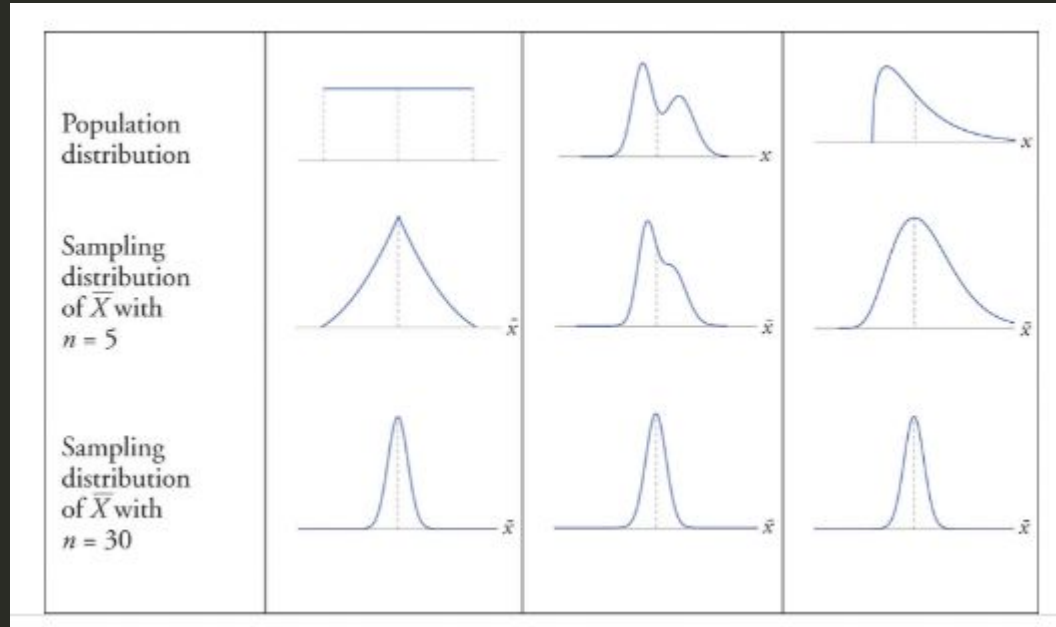 Population
distribution
x
x
Sampling
distribution
of X̄ with
n = 5
x̄
x̄
x̄
Sampling
distribution
of X̄ with
n = 30
x̄
x̄
x̄